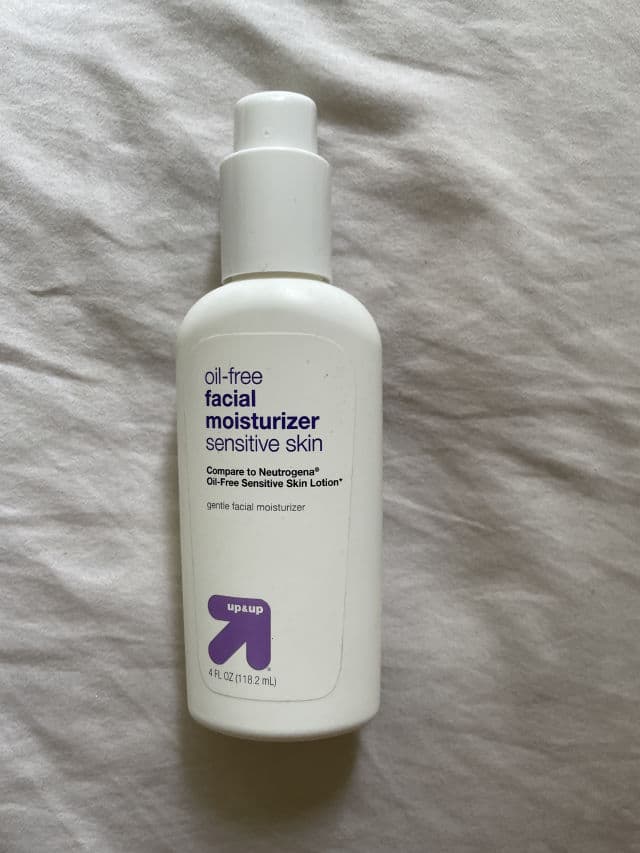 oil-free
facial
moisturizer
sensitive skin
Compare to Neutrogena®
Oil-Free Sensitive Skin Lotion*
gentle facial moisturizer
up&up
®
4 FL OZ (118.2 mL)